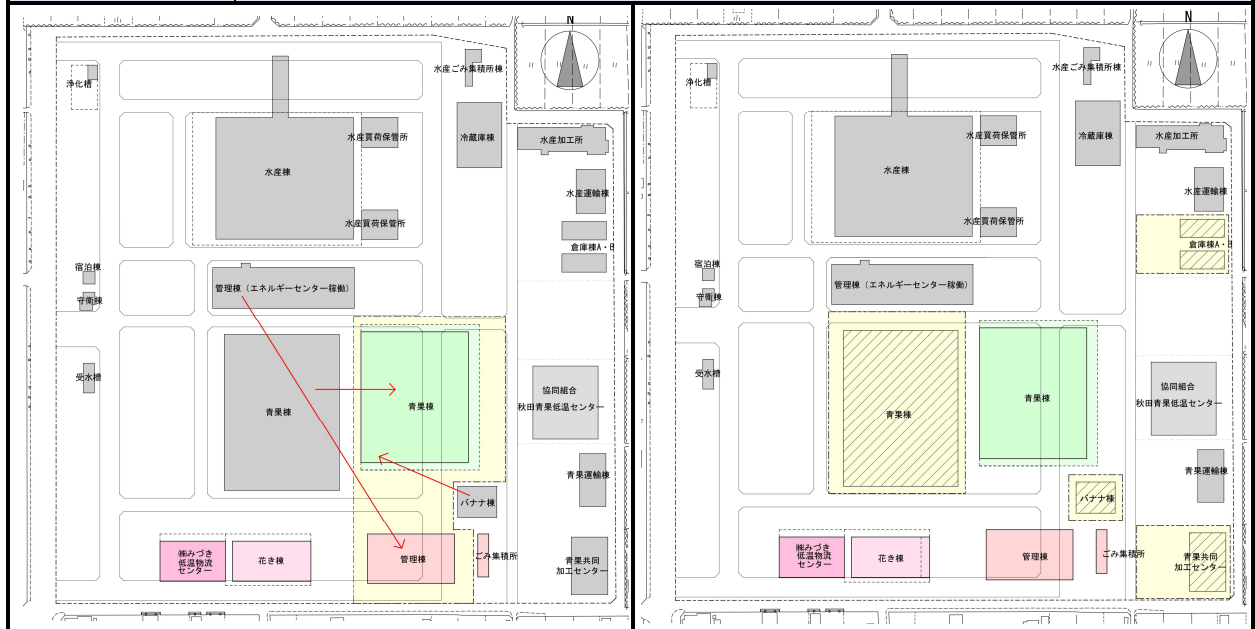 N
水産ごみ集積所棟
浄化槽
水産買荷保管所
冷蔵庫棟
水産加工所
水産棟
水産運輸棟
水産買荷保管所
倉庫棟A・B
宿泊棟
管理棟（エネルギーセンター稼働）
守衛棟
受水槽
青果棟
青果棟
協同組合
秋田青果低温センター
青果運輸棟
バナナ棟
㈱みづき
低温物流
センター
花き棟
管理棟
ごみ集積所
青果共同
加工センター
N
水産ごみ集積所棟
浄化槽
水産買荷保管所
冷蔵庫棟
水産加工所
水産棟
水産運輸棟
水産買荷保管所
倉庫棟A・B
宿泊棟
管理棟（エネルギーセンター稼働）
守衛棟
受水槽
青果棟
青果棟
協同組合
秋田青果低温センター
青果運輸棟
バナナ棟
㈱みづき
低温物流
センター
花き棟
管理棟
ごみ集積所
青果共同
加工センター